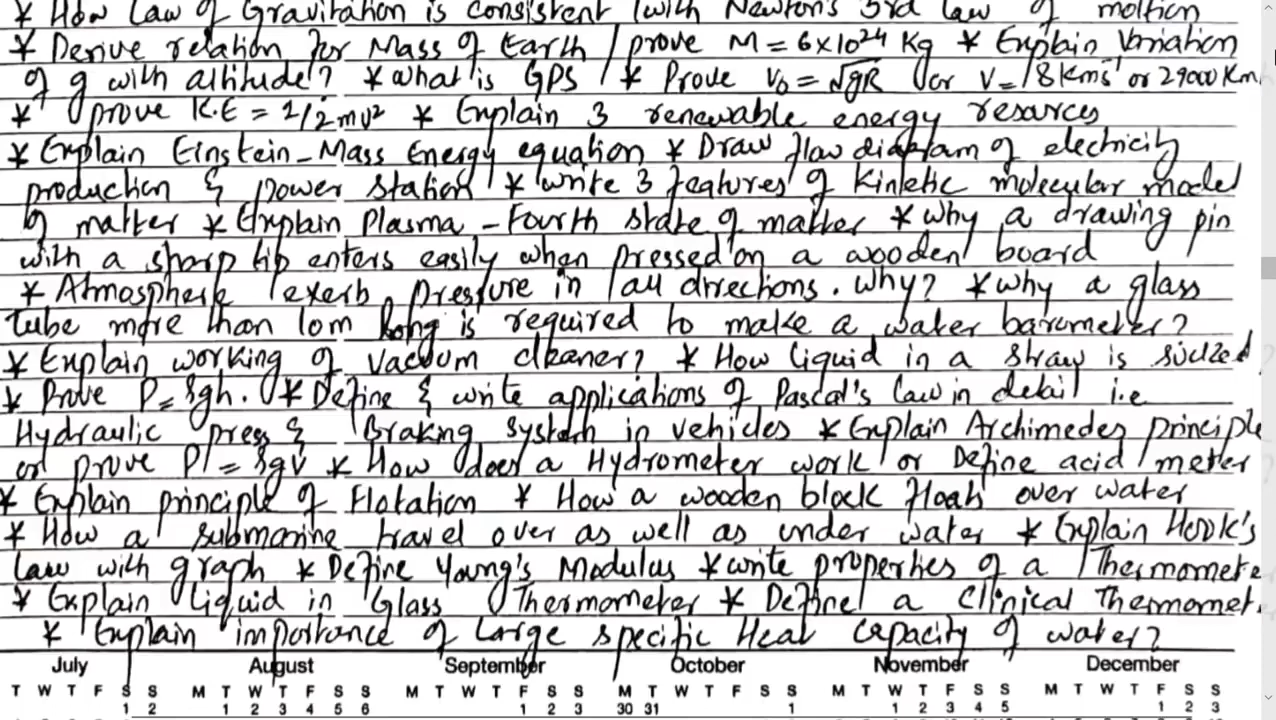 * How Law of Gravitation is consistent with Newton's 3rd law of motion
* Derive relation for Mass of Earth / prove M = 6x10²⁴ Kg * Explain Variation
of g with altitude? * What is GPS * Prove v₀ = √gR or V = 8 Kms⁻¹ or 29000 Kmh
* prove K.E = 1/2 mv² * Explain 3 renewable energy resources
* Explain Einstein - Mass Energy equation * Draw flow diagram of electricity
production & power station * write 3 features of Kinetic molecular model
of matter * Explain Plasma - Fourth state of matter * Why a drawing pin
with a sharp tip enters easily when pressed on a wooden board
* Atmosphere exerts pressure in all directions. Why? * Why a glass
tube more than 10m long is required to make a water barometer?
* Explain working of vacuum cleaner? * How liquid in a straw is sucked
* Prove P = ρgh. * Define & write applications of Pascal's law in detail i.e
Hydraulic press & Braking system in vehicles * Explain Archimedes principle
or prove P = ρgv * How does a Hydrometer work or Define acid meter
* Explain principle of Flotation * How a wooden block floats over water
* How a submarine travel over as well as under water * Explain Hook's
law with graph * Define Young's Modulus * write properties of a Thermomete
* Explain Liquid in Glass Thermometer * Define a Clinical Thermomet
* Explain importance of Large specific Heat capacity of water?
July August September October November December
T W T F S S M T W T F S S M T W T F S S M T W T F S S M T W T F S S M T W T F S S
1 2 1 2 3 4 5 6 1 2 3 30 31 1 1 2 3 4 5 1 2 3